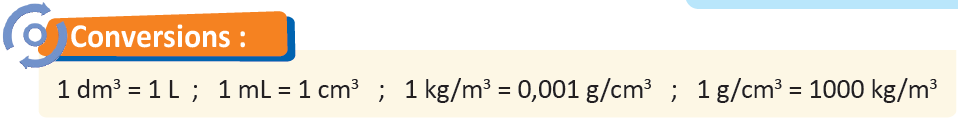 Conversions :
1 dm³ = 1 L ; 1 mL = 1 cm³ ; 1 kg/m³ = 0,001 g/cm³ ; 1 g/cm³ = 1000 kg/m³